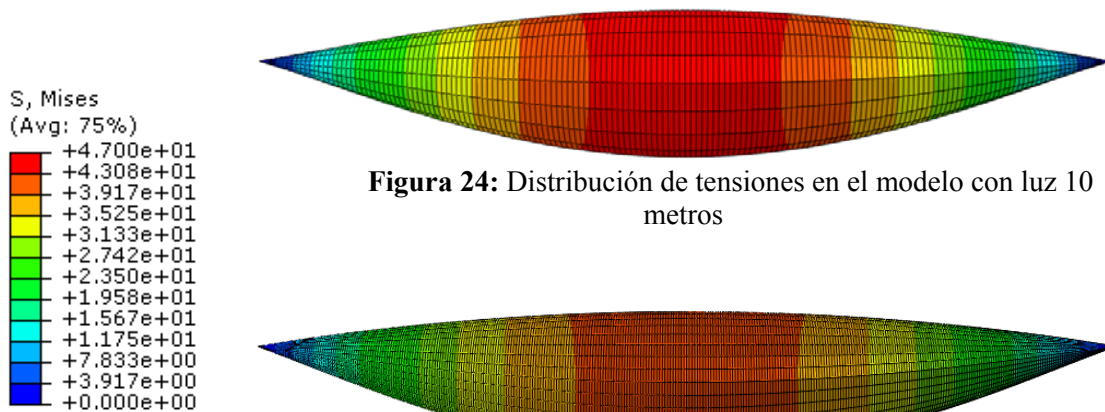 S, Mises
(Avg: 75%)
+4.700e+01
+4.308e+01
+3.917e+01
+3.525e+01
+3.133e+01
+2.742e+01
+2.350e+01
+1.958e+01
+1.567e+01
+1.175e+01
+7.833e+00
+3.917e+00
+0.000e+00
Figura 24: Distribución de tensiones en el modelo con luz 10
metros